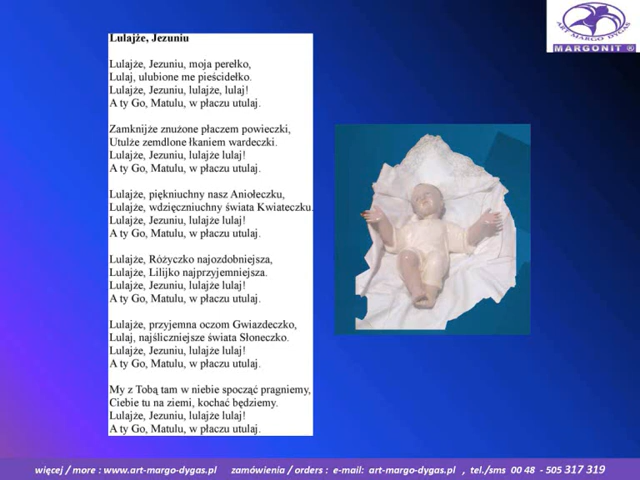 Lulajże, Jezuniu
Lulajże, Jezuniu, moja perełko,
Lulaj, ulubione me pieścidełko.
Lulajże, Jezuniu, lulajże, lulaj!
A ty Go, Matulu, w płaczu utulaj.
Zamknijże znużone płaczem powieczki,
Utulże zemdlone łkaniem wardeczki.
Lulajże, Jezuniu, lulajże lulaj!
A ty Go, Matulu, w płaczu utulaj.
Lulajże, piękniuchny nasz Aniołeczku,
Lulajże, wdzięczniuchny świata Kwiateczku.
Lulajże, Jezuniu, lulajże lulaj!
A ty Go, Matulu, w płaczu utulaj.
Lulajże, Różyczko najozdobniejsza,
Lulajże, Lilijko najprzyjemniejsza.
Lulajże, Jezuniu, lulajże lulaj!
A ty Go, Matulu, w płaczu utulaj.
Lulajże, przyjemna oczom Gwiazdeczko,
Lulaj, najśliczniejsze świata Słoneczko.
Lulajże, Jezuniu, lulajże lulaj!
A ty Go, Matulu, w płaczu utulaj.
My z Tobą tam w niebie spocząć pragniemy,
Ciebie tu na ziemi, kochać będziemy.
Lulajże, Jezuniu, lulajże lulaj!
A ty Go, Matulu, w płaczu utulaj.
ART MARGO DYGAS
MARGONIT ®
więcej / more : www.art-margo-dygas.pl zamówienia / orders : e-mail: art-margo-dygas.pl , tel./sms 00 48 - 505 317 319